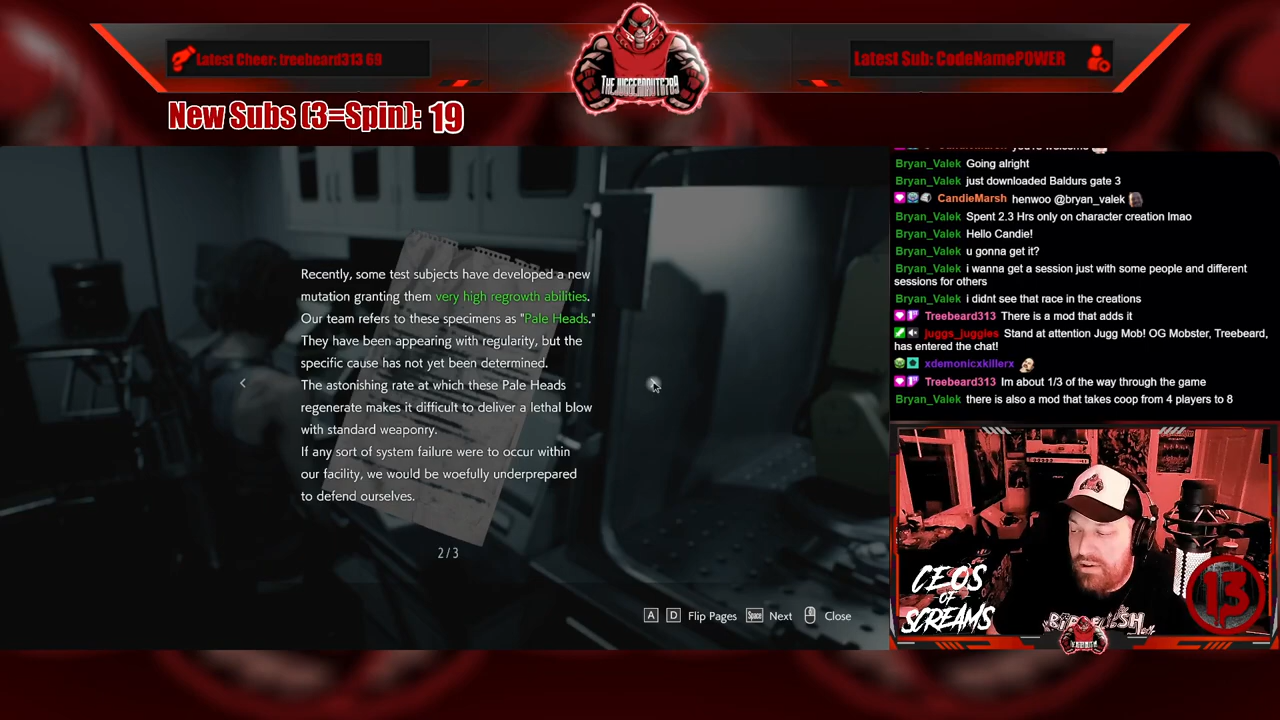 Latest Cheer: treebeard313 69
THEJUGGERNAUT6789
Latest Sub: CodeNamePOWER
New Subs (3=Spin): 19
Recently, some test subjects have developed a new
mutation granting them very high regrowth abilities.
Our team refers to these specimens as "Pale Heads."
They have been appearing with regularity, but the
specific cause has not yet been determined.
The astonishing rate at which these Pale Heads
regenerate makes it difficult to deliver a lethal blow
with standard weaponry.
If any sort of system failure were to occur within
our facility, we would be woefully underprepared
to defend ourselves.
2/3
A D Flip Pages Space Next Close
Bryan_Valek Going alright
Bryan_Valek just downloaded Baldurs gate 3
CandieMarsh henwoo @bryan_valek
Bryan_Valek Spent 2.3 Hrs only on character creation lmao
Bryan_Valek Hello Candie!
Bryan_Valek u gonna get it?
Bryan_Valek i wanna get a session just with some people and different
sessions for others
Bryan_Valek i didnt see that race in the creations
Treebeard313 There is a mod that adds it
juggs_juggles Stand at attention Jugg Mob! OG Mobster, Treebeard,
has entered the chat!
xdemonicxkillerx
Treebeard313 Im about 1/3 of the way through the game
Bryan_Valek there is also a mod that takes coop from 4 players to 8
CEO'S
OF
SCREAMS
13